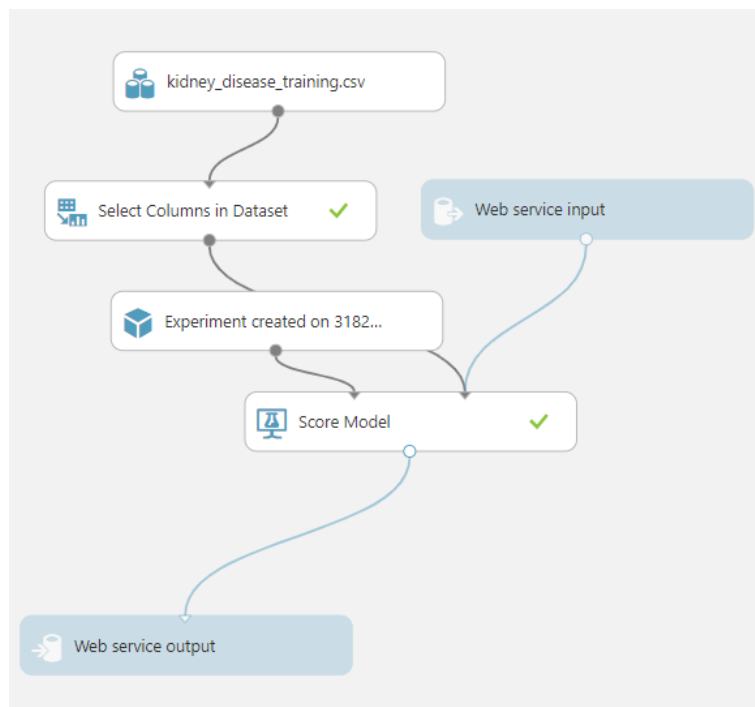 kidney_disease_training.csv
Select Columns in Dataset
Web service input
Experiment created on 3182...
Score Model
Web service output